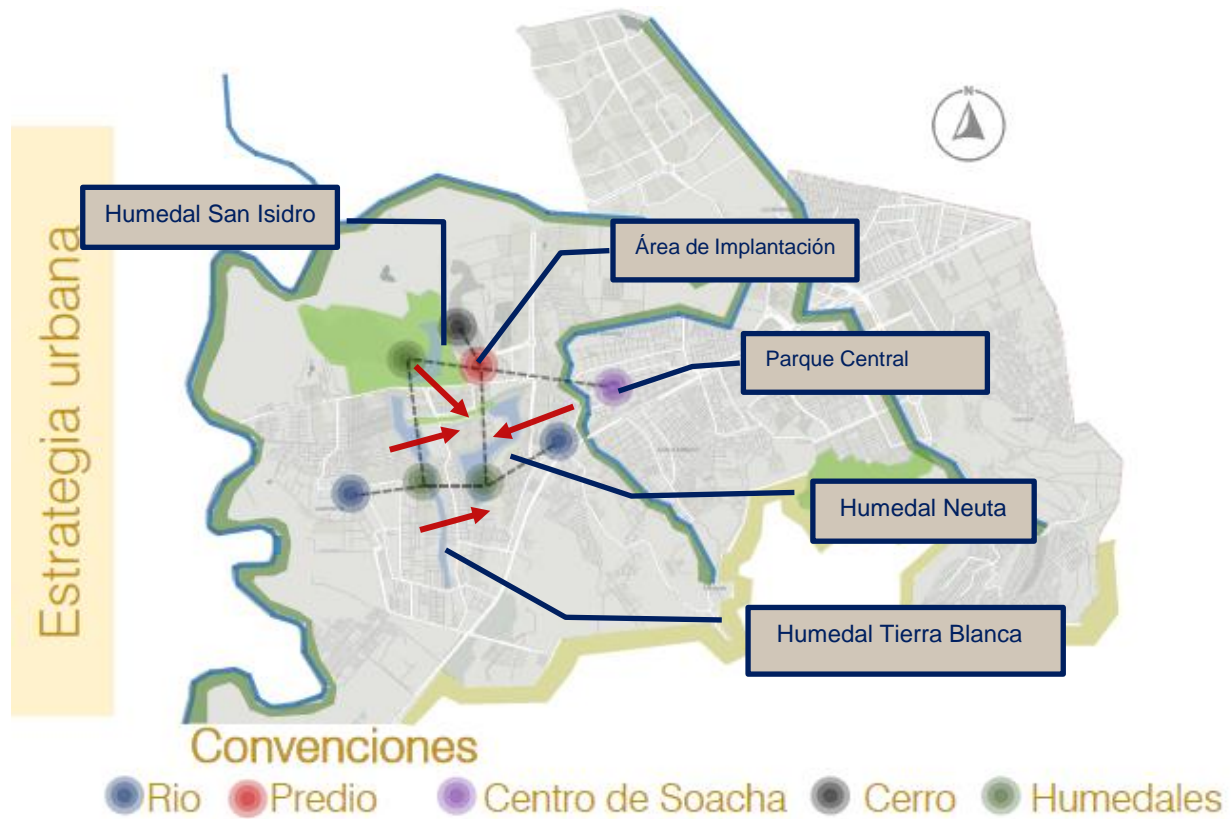 Estrategia urbana
N
Humedal San Isidro
Área de Implantación
Parque Central
Humedal Neuta
Humedal Tierra Blanca
Convenciones
Rio
Predio
Centro de Soacha
Cerro
Humedales